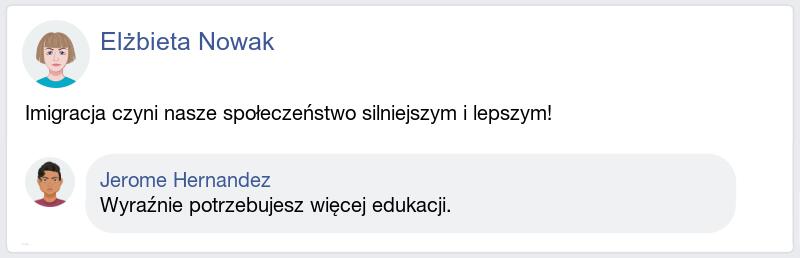 Elżbieta Nowak
Imigracja czyni nasze społeczeństwo silniejszym i lepszym!
Jerome Hernandez
Wyraźnie potrzebujesz więcej edukacji.